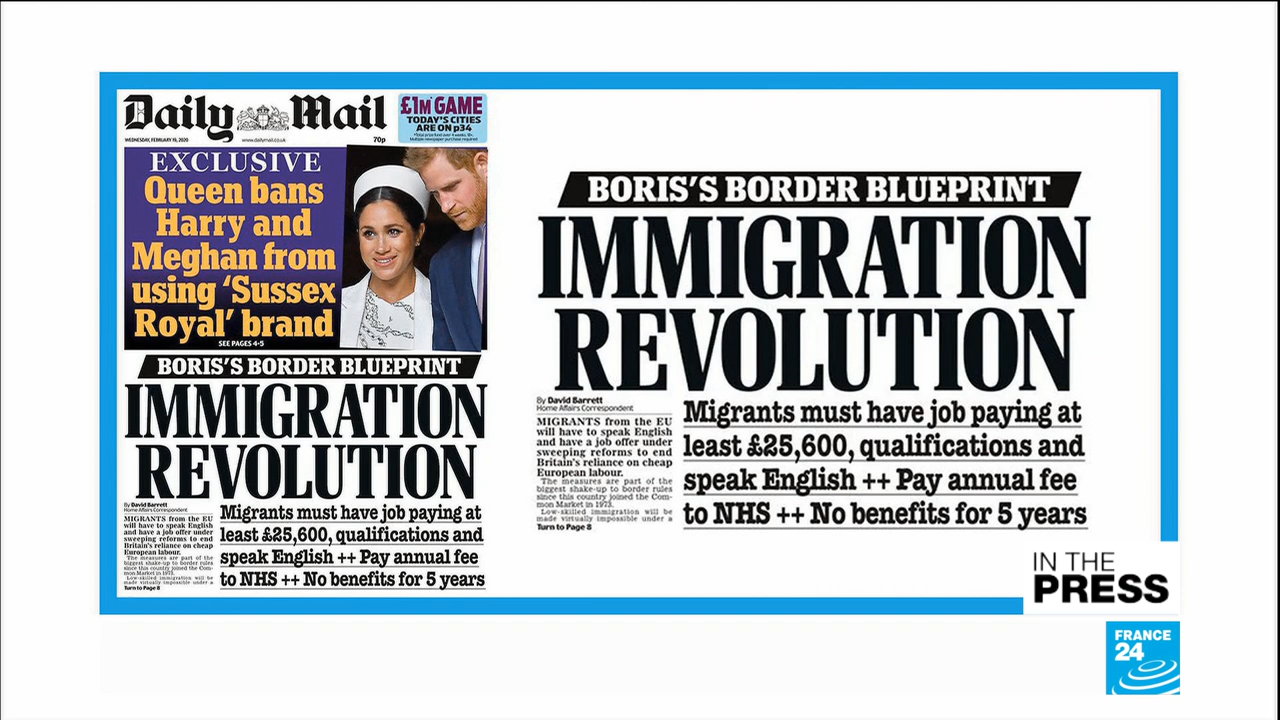 Daily Mail
WEDNESDAY, FEBRUARY 19, 2020
www.dailymail.co.uk
70p
£1M GAME
TODAY'S CITIES
ARE ON p34
EXCLUSIVE
Queen bans
Harry and
Meghan from
using ‘Sussex
Royal’ brand
SEE PAGES 4-5
BORIS'S BORDER BLUEPRINT
IMMIGRATION
REVOLUTION
By David Barrett
Home Affairs Correspondent
MIGRANTS from the EU
will have to speak English
and have a job offer under
sweeping reforms to end
Britain's reliance on cheap
European labour.
The measures are part of the
biggest shake-up to border rules
since this country joined the Com-
mon Market in 1973.
Low-skilled immigration will be
made virtually impossible under a
Turn to Page 8
Migrants must have job paying at
least £25,600, qualifications and
speak English ++ Pay annual fee
to NHS ++ No benefits for 5 years
BORIS'S BORDER BLUEPRINT
IMMIGRATION
REVOLUTION
By David Barrett
Home Affairs Correspondent
MIGRANTS from the EU
will have to speak English
and have a job offer under
sweeping reforms to end
Britain's reliance on cheap
European labour.
The measures are part of the
biggest shake-up to border rules
since this country joined the Com-
mon Market in 1973.
Low-skilled immigration will be
made virtually impossible under a
Turn to Page 8
Migrants must have job paying at
least £25,600, qualifications and
speak English ++ Pay annual fee
to NHS ++ No benefits for 5 years
IN THE
PRESS
FRANCE
24